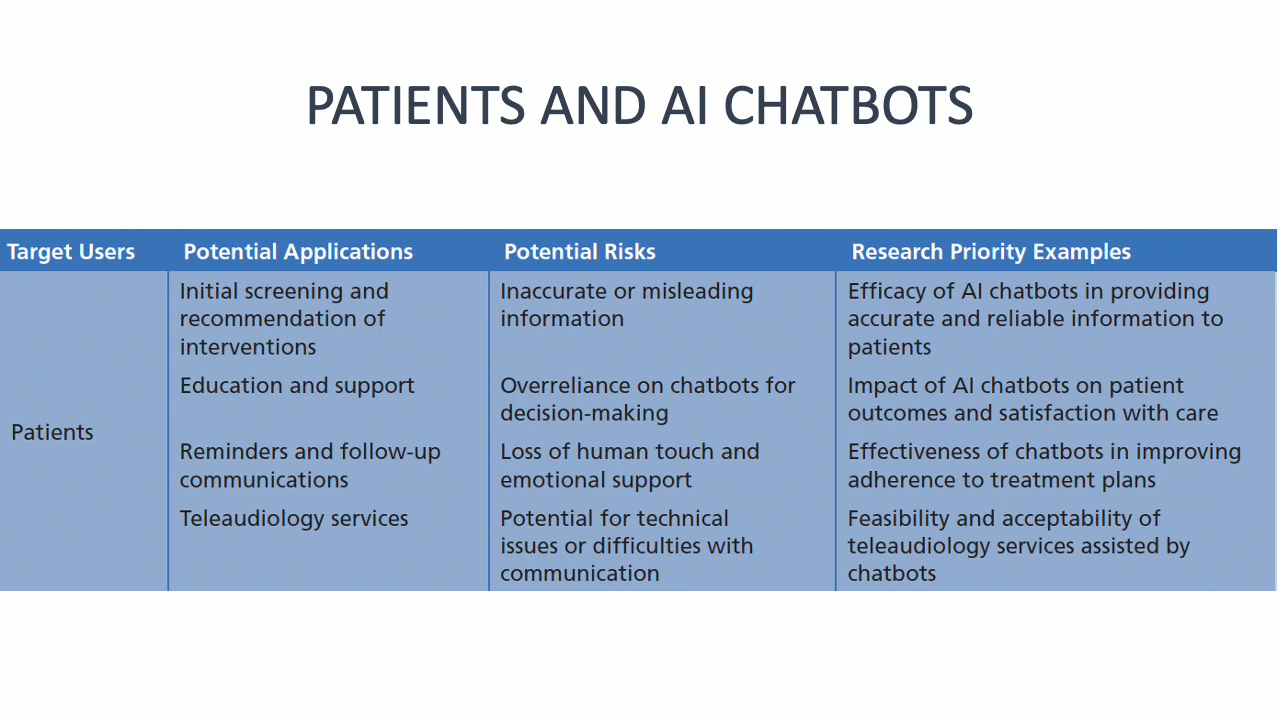 PATIENTS AND AI CHATBOTS
Target Users
Potential Applications
Potential Risks
Research Priority Examples
Patients
Initial screening and
recommendation of
interventions
Inaccurate or misleading
information
Efficacy of AI chatbots in providing
accurate and reliable information to
patients
Education and support
Overreliance on chatbots for
decision-making
Impact of AI chatbots on patient
outcomes and satisfaction with care
Reminders and follow-up
communications
Loss of human touch and
emotional support
Effectiveness of chatbots in improving
adherence to treatment plans
Teleaudiology services
Potential for technical
issues or difficulties with
communication
Feasibility and acceptability of
teleaudiology services assisted by
chatbots